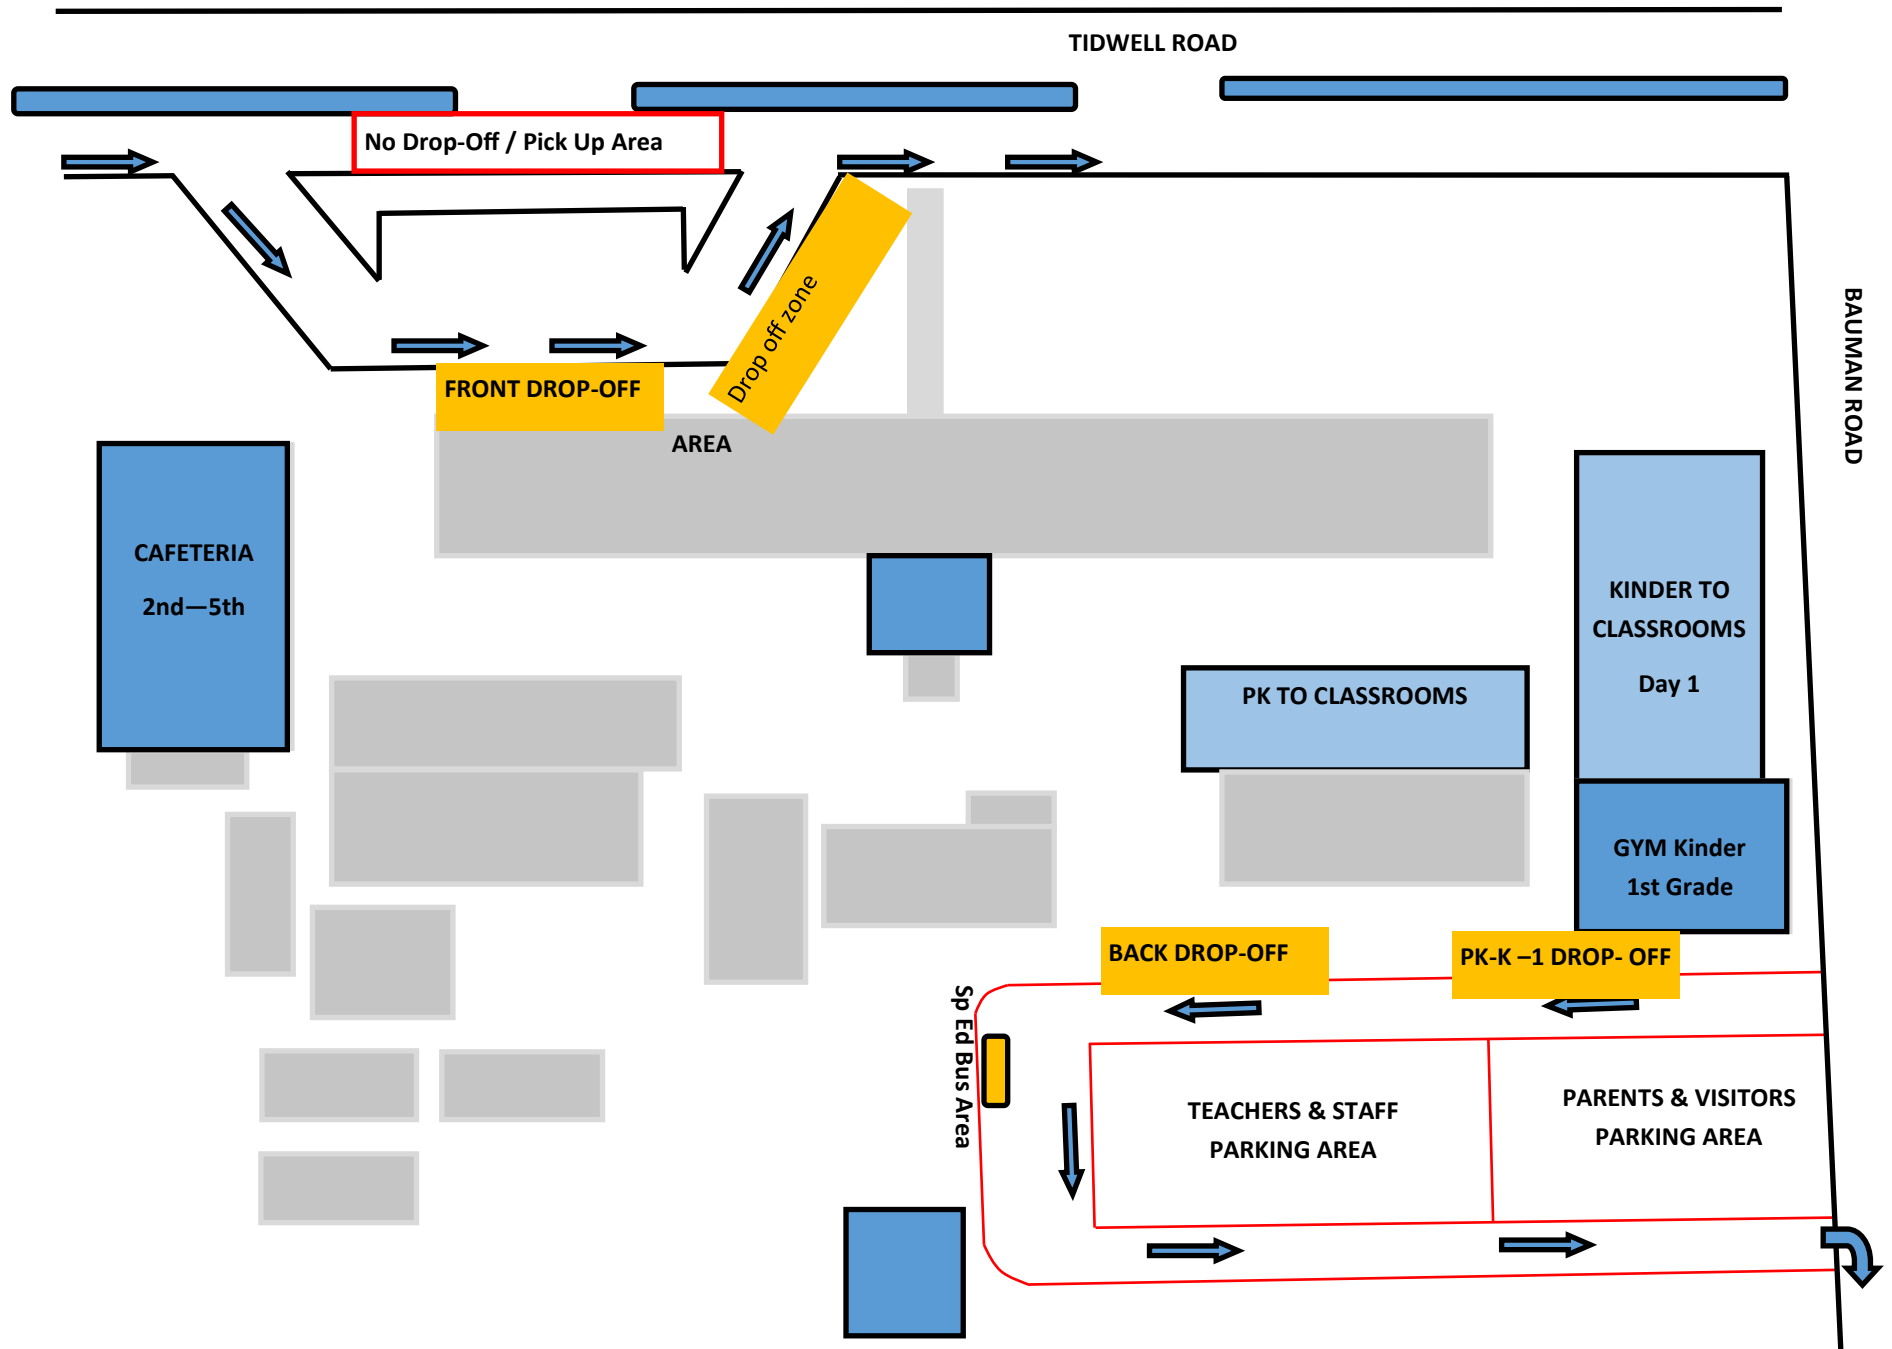 TIDWELL ROAD
No Drop-Off / Pick Up Area
Drop off zone
FRONT DROP-OFF
AREA
BAUMAN ROAD
CAFETERIA
2nd—5th
KINDER TO
CLASSROOMS
Day 1
PK TO CLASSROOMS
GYM Kinder
1st Grade
BACK DROP-OFF
PK-K –1 DROP- OFF
Sp Ed Bus Area
TEACHERS & STAFF
PARKING AREA
PARENTS & VISITORS
PARKING AREA